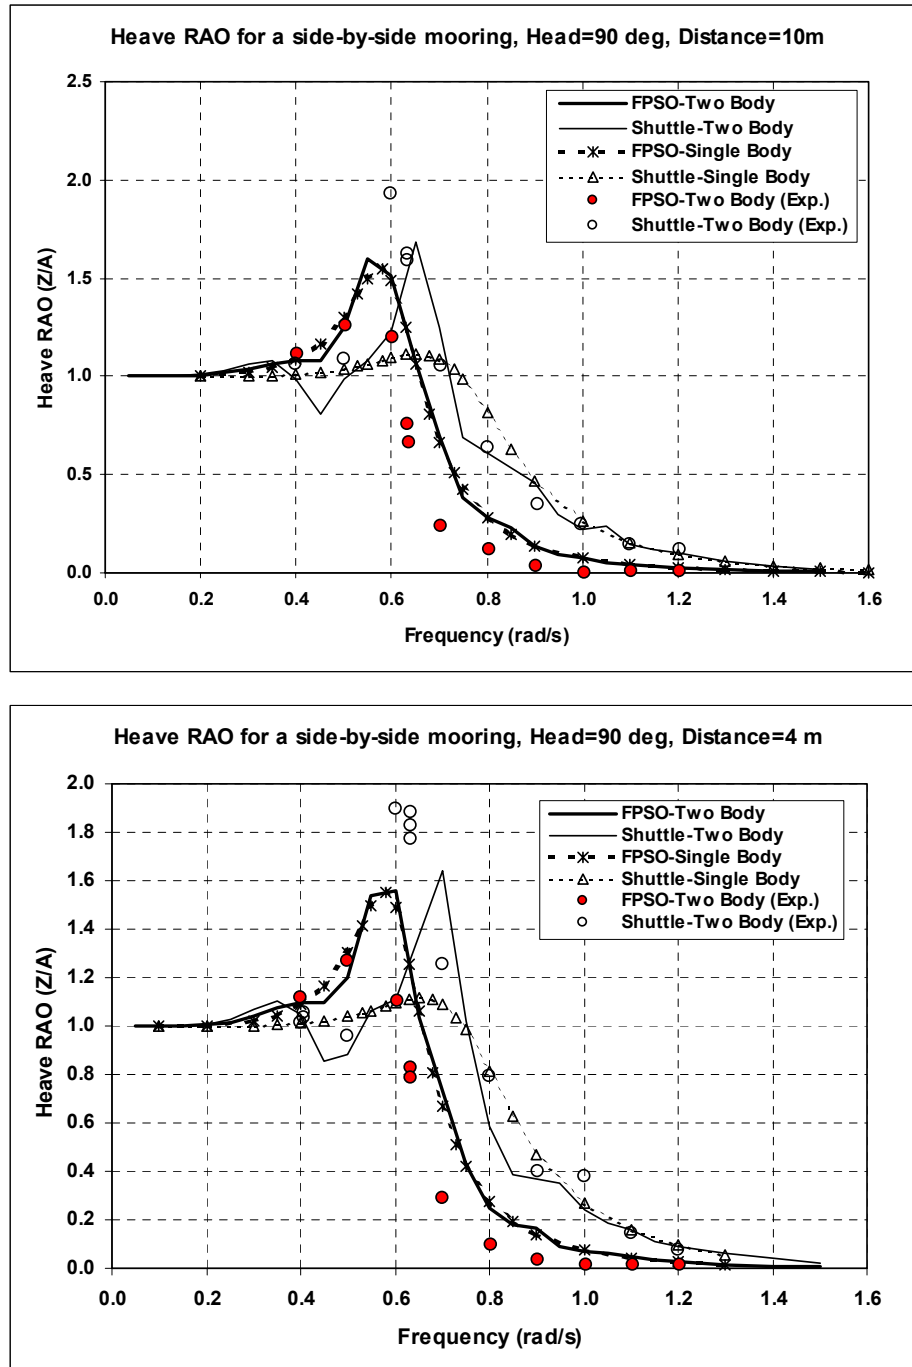 Heave RAO for a side-by-side mooring, Head=90 deg, Distance=10m
2.5
2.0
1.5
1.0
0.5
0.0
Heave RAO (Z/A)
FPSO-Two Body
Shuttle-Two Body
FPSO-Single Body
Shuttle-Single Body
FPSO-Two Body (Exp.)
Shuttle-Two Body (Exp.)
0.0 0.2 0.4 0.6 0.8 1.0 1.2 1.4 1.6
Frequency (rad/s)
Heave RAO for a side-by-side mooring, Head=90 deg, Distance=4 m
2.0
1.8
1.6
1.4
1.2
1.0
0.8
0.6
0.4
0.2
0.0
Heave RAO (Z/A)
FPSO-Two Body
Shuttle-Two Body
FPSO-Single Body
Shuttle-Single Body
FPSO-Two Body (Exp.)
Shuttle-Two Body (Exp.)
0.0 0.2 0.4 0.6 0.8 1.0 1.2 1.4 1.6
Frequency (rad/s)